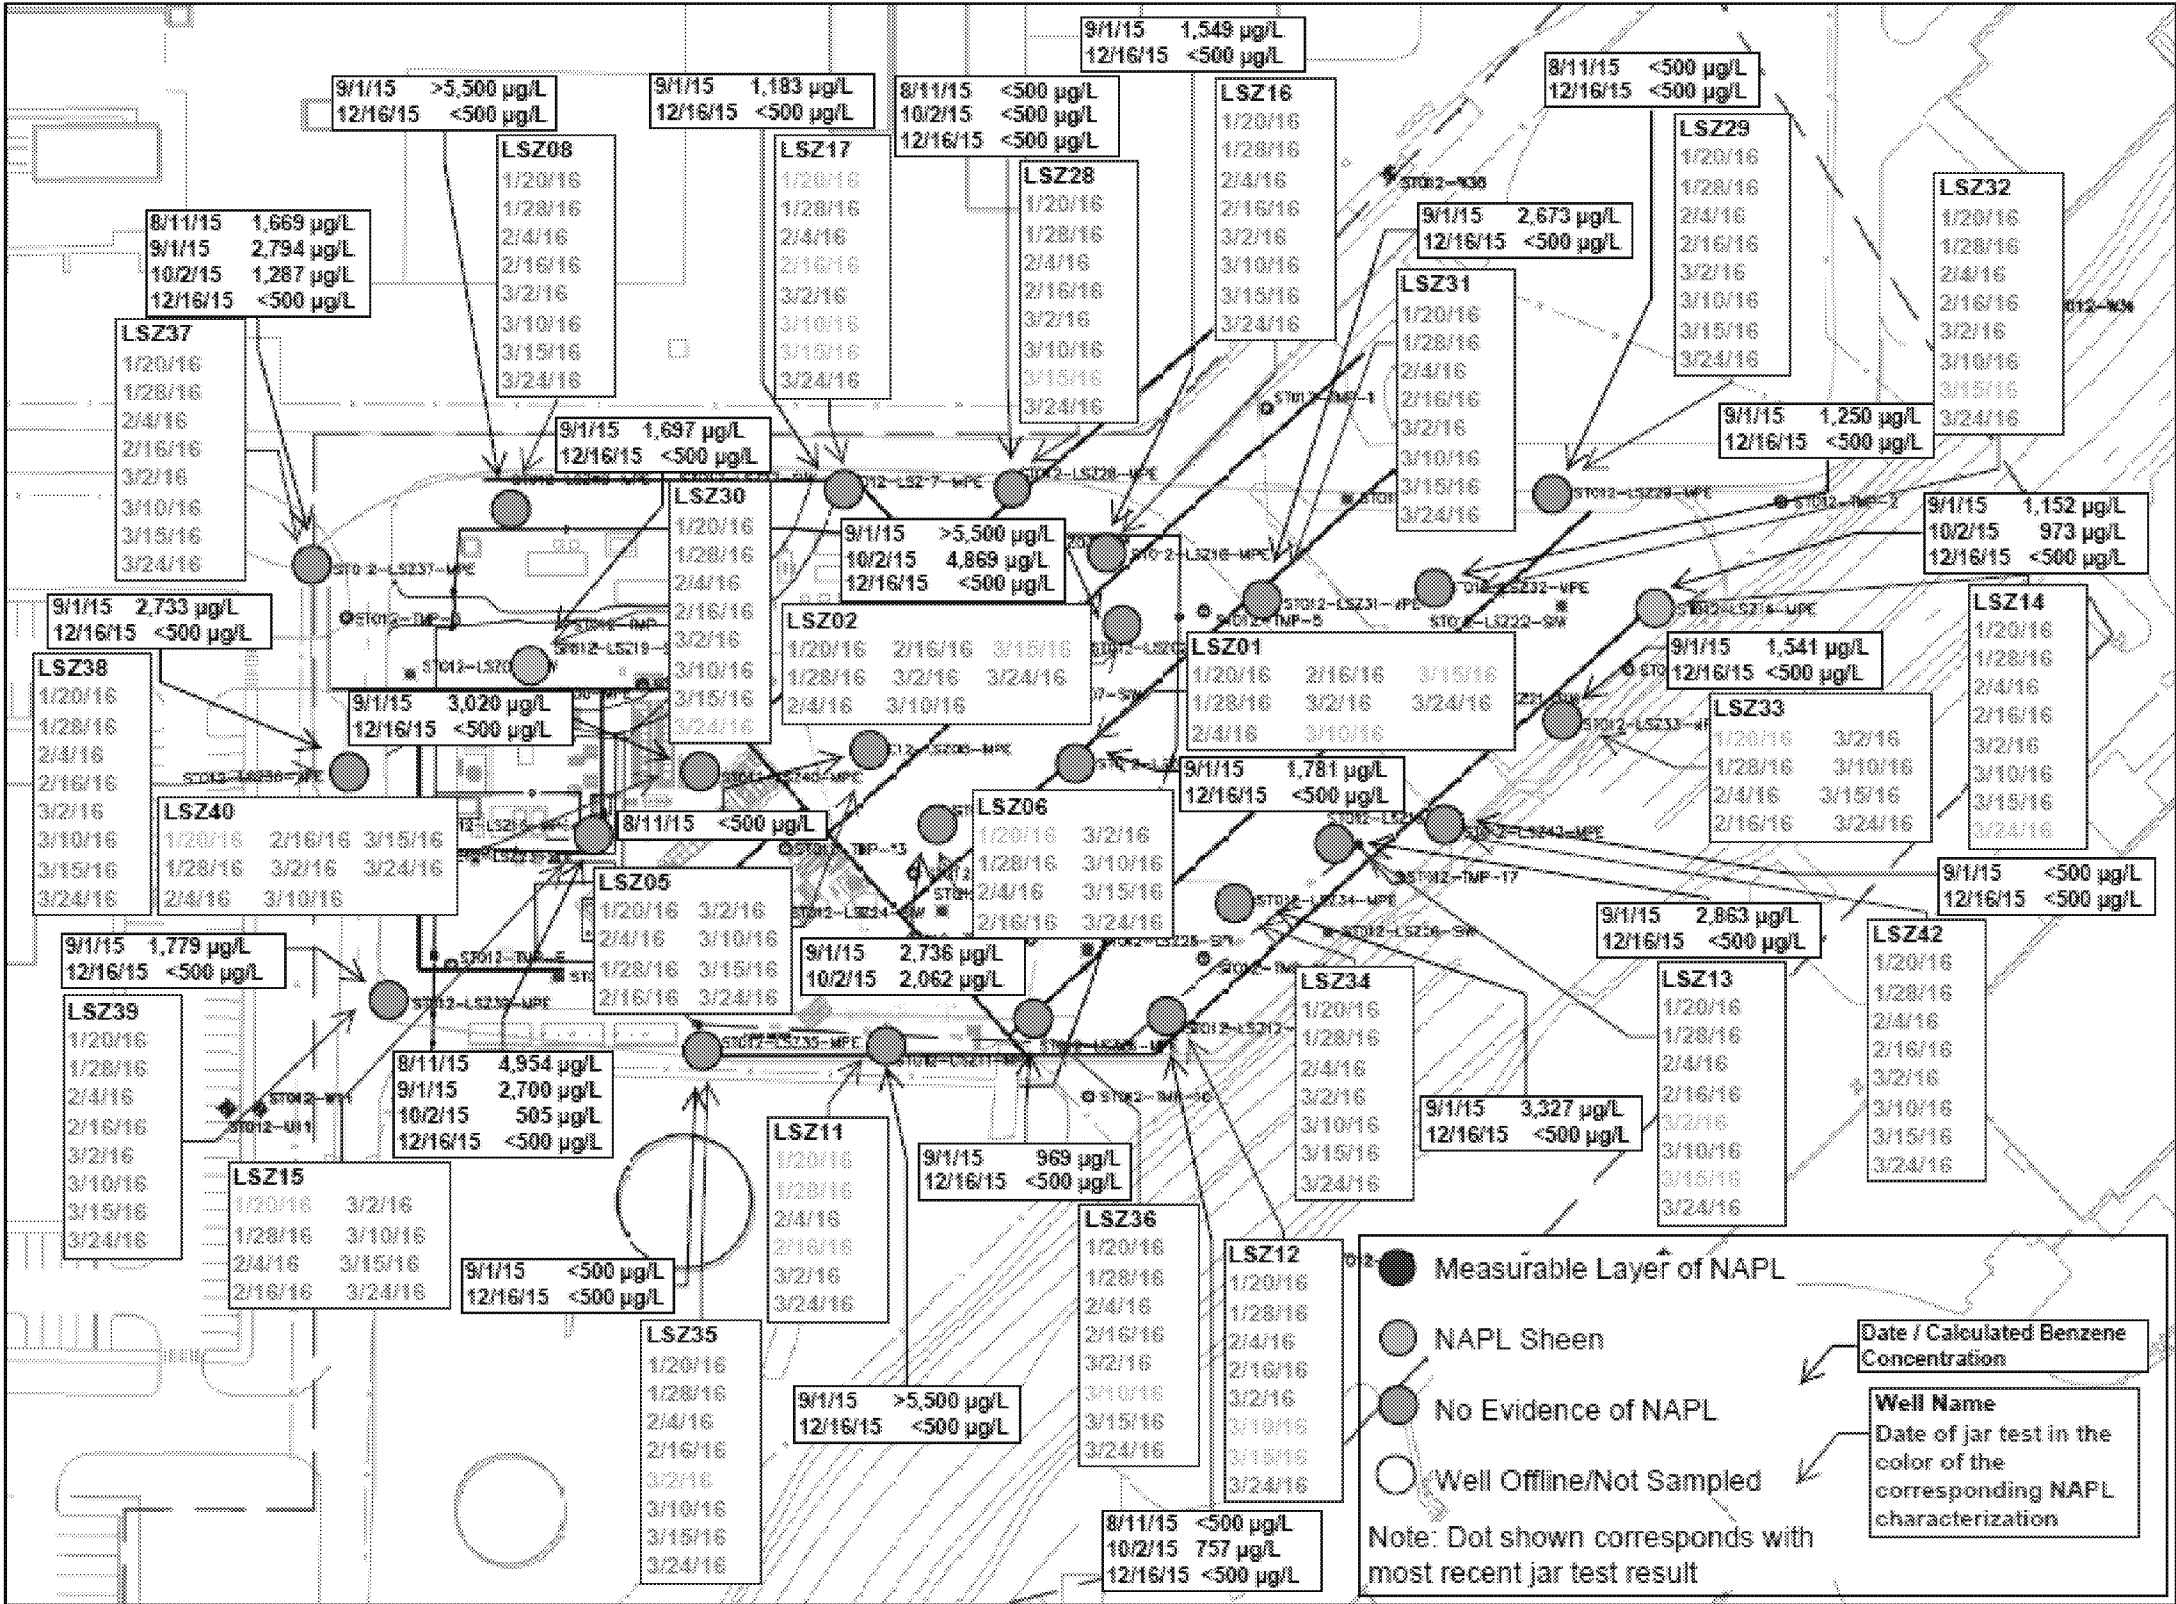 9/1/15 1,549 µg/L
12/16/15 <500 µg/L
8/11/15 <500 µg/L
12/16/15 <500 µg/L
9/1/15 >5,500 µg/L
12/16/15 <500 µg/L
9/1/15 1,183 µg/L
12/16/15 <500 µg/L
8/11/15 <500 µg/L
10/2/15 <500 µg/L
12/16/15 <500 µg/L
LSZ16
1/20/16
1/28/16
2/4/16
2/16/16
3/2/16
3/10/16
3/15/16
3/24/16
LSZ29
1/20/16
1/28/16
2/4/16
2/16/16
3/2/16
3/10/16
3/15/16
3/24/16
LSZ08
1/20/16
1/28/16
2/4/16
2/16/16
3/2/16
3/10/16
3/15/16
3/24/16
LSZ17
1/20/16
1/28/16
2/4/16
2/16/16
3/2/16
3/10/16
3/15/16
3/24/16
LSZ28
1/20/16
1/28/16
2/4/16
2/16/16
3/2/16
3/10/16
3/15/16
3/24/16
LSZ32
1/20/16
1/28/16
2/4/16
2/16/16
3/2/16
3/10/16
3/15/16
3/24/16
8/11/15 1,669 µg/L
9/1/15 2,794 µg/L
10/2/15 1,287 µg/L
12/16/15 <500 µg/L
9/1/15 2,673 µg/L
12/16/15 <500 µg/L
LSZ31
1/20/16
1/28/16
2/4/16
2/16/16
3/2/16
3/10/16
3/15/16
3/24/16
LSZ37
1/20/16
1/28/16
2/4/16
2/16/16
3/2/16
3/10/16
3/15/16
3/24/16
9/1/15 1,697 µg/L
12/16/15 <500 µg/L
9/1/15 1,250 µg/L
12/16/15 <500 µg/L
LSZ30
1/20/16
1/28/16
2/4/16
2/16/16
3/2/16
3/10/16
3/15/16
3/24/16
9/1/15 >5,500 µg/L
10/2/15 4,869 µg/L
12/16/15 <500 µg/L
9/1/15 1,152 µg/L
10/2/15 973 µg/L
12/16/15 <500 µg/L
ST012-LSZ37-MPE
ST012-LSZ29-MPE
9/1/15 2,733 µg/L
12/16/15 <500 µg/L
LSZ02
1/20/16 2/16/16 3/15/16
1/28/16 3/2/16 3/24/16
2/4/16 3/10/16
LSZ14
1/20/16
1/28/16
2/4/16
2/16/16
3/2/16
3/10/16
3/15/16
3/24/16
LSZ01
1/20/16 2/16/16 3/15/16
1/28/16 3/2/16 3/24/16
2/4/16 3/10/16
9/1/15 1,541 µg/L
12/16/15 <500 µg/L
LSZ38
1/20/16
1/28/16
2/4/16
2/16/16
3/2/16
3/10/16
3/15/16
3/24/16
9/1/15 3,020 µg/L
12/16/15 <500 µg/L
LSZ33
1/20/16 3/2/16
1/28/16 3/10/16
2/4/16 3/15/16
2/16/16 3/24/16
9/1/15 1,781 µg/L
12/16/15 <500 µg/L
LSZ40
1/20/16 2/16/16 3/15/16
1/28/16 3/2/16 3/24/16
2/4/16 3/10/16
8/11/15 <500 µg/L
LSZ06
1/20/16 3/2/16
1/28/16 3/10/16
2/4/16 3/15/16
2/16/16 3/24/16
9/1/15 <500 µg/L
12/16/15 <500 µg/L
LSZ05
1/20/16 3/2/16
2/4/16 3/10/16
1/28/16 3/15/16
2/16/16 3/24/16
ST012-TMP-17
9/1/15 2,863 µg/L
12/16/15 <500 µg/L
9/1/15 1,779 µg/L
12/16/15 <500 µg/L
9/1/15 2,736 µg/L
10/2/15 2,062 µg/L
LSZ42
1/20/16
1/28/16
2/4/16
2/16/16
3/2/16
3/10/16
3/15/16
3/24/16
LSZ34
1/20/16
1/28/16
2/4/16
3/2/16
3/10/16
3/15/16
3/24/16
LSZ13
1/20/16
1/28/16
2/4/16
2/16/16
3/2/16
3/10/16
3/15/16
3/24/16
LSZ39
1/20/16
1/28/16
2/4/16
2/16/16
3/2/16
3/10/16
3/15/16
3/24/16
ST012-LSZ39-MPE
ST012-LSZ35-MPE
8/11/15 4,954 µg/L
9/1/15 2,700 µg/L
10/2/15 505 µg/L
12/16/15 <500 µg/L
9/1/15 3,327 µg/L
12/16/15 <500 µg/L
LSZ11
1/20/16
1/20/16
2/4/16
2/16/16
3/2/16
3/24/16
9/1/15 969 µg/L
12/16/15 <500 µg/L
LSZ15
1/20/16 3/2/16
1/28/16 3/10/16
2/4/16 3/15/16
2/16/16 3/24/16
LSZ36
1/20/16
1/28/16
2/4/16
2/16/16
3/2/16
3/10/16
3/15/16
3/24/16
LSZ12
1/20/16
1/28/16
2/4/16
2/16/16
3/2/16
3/10/16
3/15/16
3/24/16
9/1/15 <500 µg/L
12/16/15 <500 µg/L
LSZ35
1/20/16
1/28/16
2/4/16
2/16/16
3/2/16
3/10/16
3/15/16
3/24/16
9/1/15 >5,500 µg/L
12/16/15 <500 µg/L
8/11/15 <500 µg/L
10/2/15 757 µg/L
12/16/15 <500 µg/L
Measurable Layer of NAPL
NAPL Sheen
No Evidence of NAPL
Well Offline/Not Sampled
Note: Dot shown corresponds with
most recent jar test result
Date / Calculated Benzene
Concentration
Well Name
Date of jar test in the
color of the
corresponding NAPL
characterization